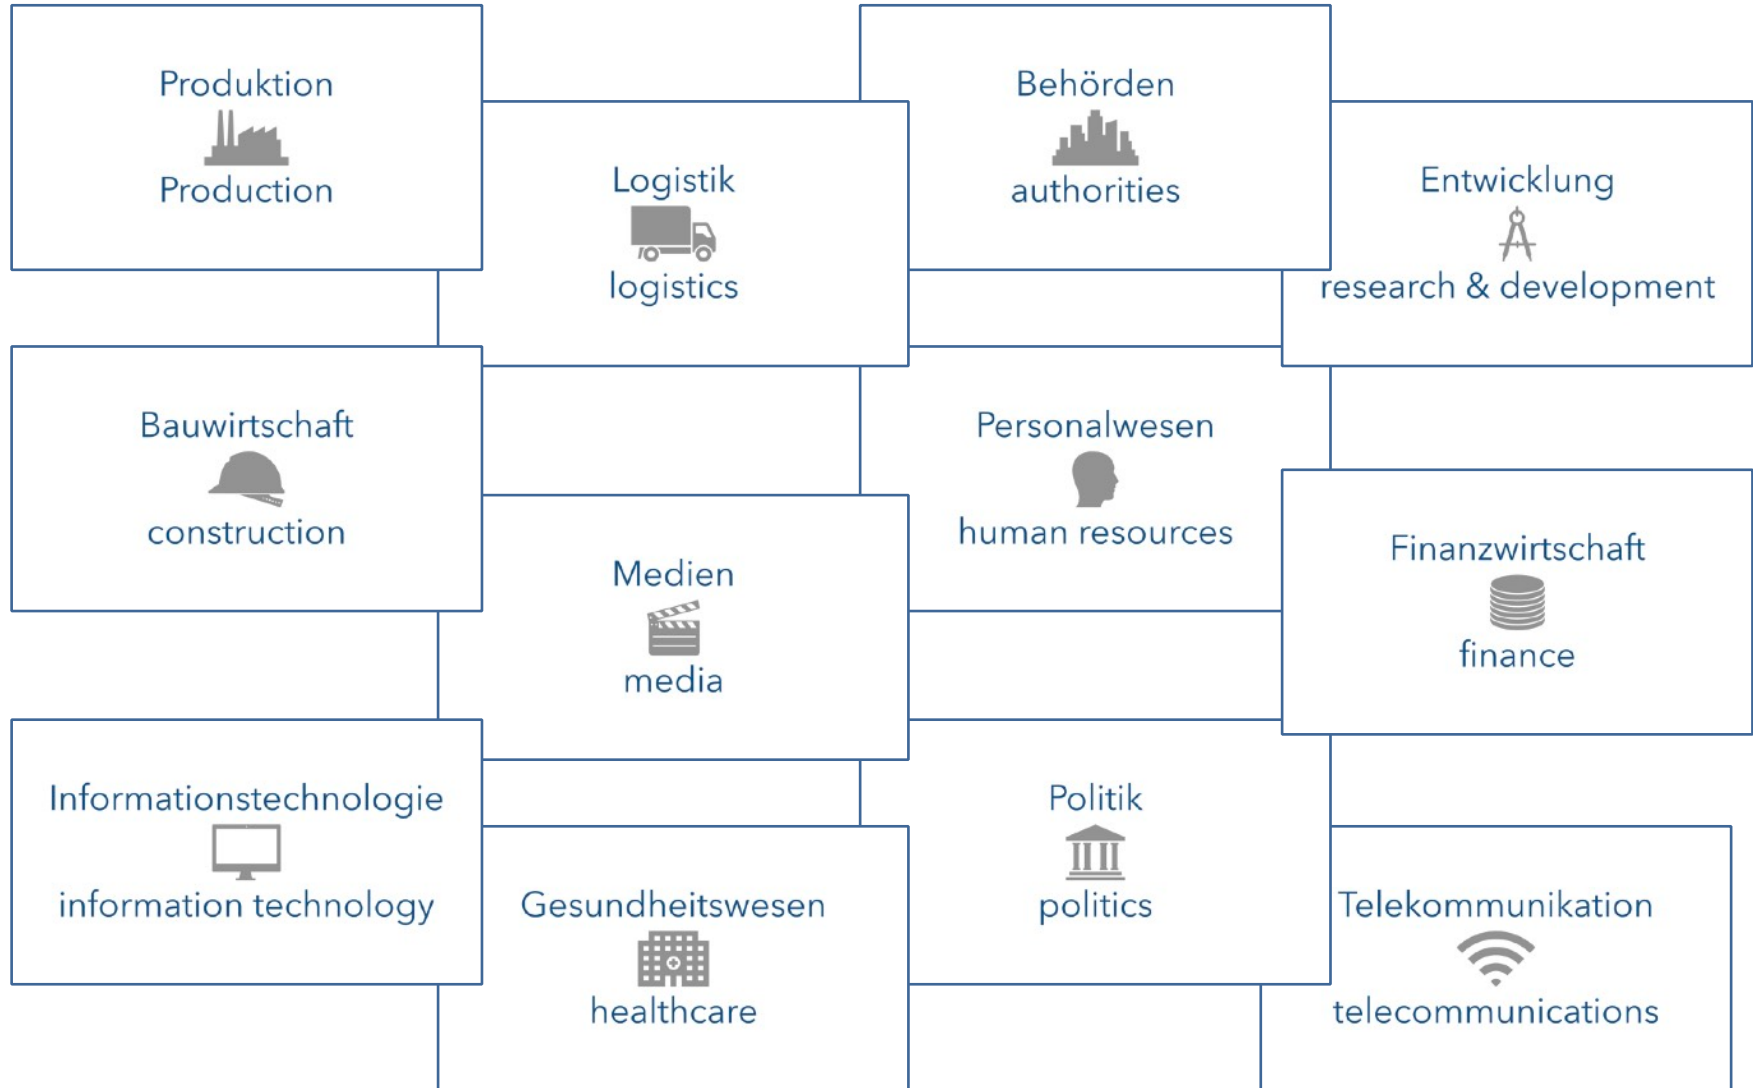 Produktion
Production
Logistik
logistics
Behörden
authorities
Entwicklung
research & development
Bauwirtschaft
construction
Medien
media
Personalwesen
human resources
Finanzwirtschaft
finance
Informationstechnologie
information technology
Gesundheitswesen
healthcare
Politik
politics
Telekommunikation
telecommunications